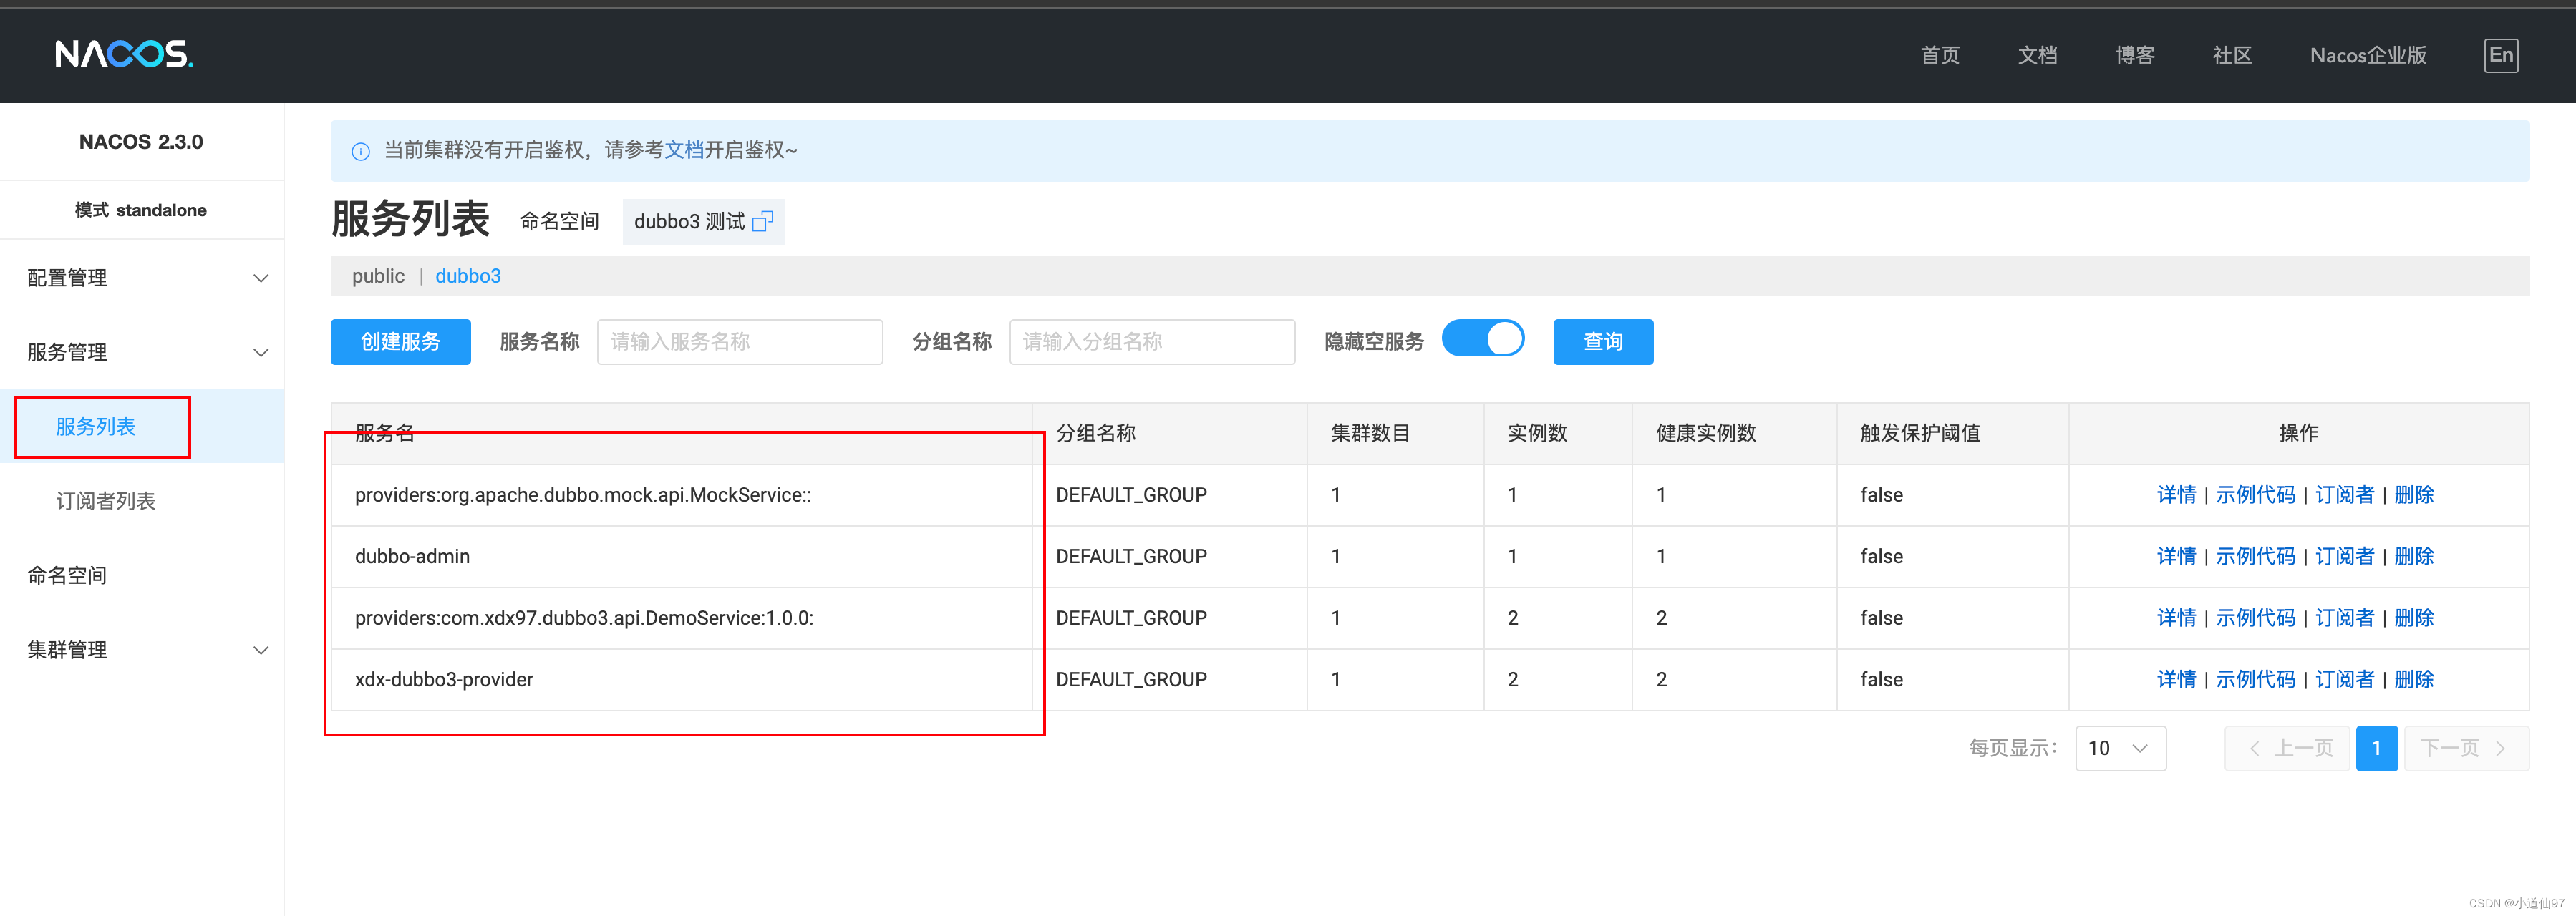 NACOS.
首页 文档 博客 社区 Nacos企业版 En
NACOS 2.3.0
模式 standalone
配置管理
服务管理
服务列表
订阅者列表
命名空间
集群管理
当前集群没有开启鉴权，请参考文档开启鉴权~
服务列表 命名空间 dubbo3 测试
public | dubbo3
创建服务 服务名称 请输入服务名称 分组名称 请输入分组名称 隐藏空服务 查询
服务名 分组名称 集群数目 实例数 健康实例数 触发保护阈值 操作
providers:org.apache.dubbo.mock.api.MockService:: DEFAULT_GROUP 1 1 1 false 详情 | 示例代码 | 订阅者 | 删除
dubbo-admin DEFAULT_GROUP 1 1 1 false 详情 | 示例代码 | 订阅者 | 删除
providers:com.xdx97.dubbo3.api.DemoService:1.0.0: DEFAULT_GROUP 1 2 2 false 详情 | 示例代码 | 订阅者 | 删除
xdx-dubbo3-provider DEFAULT_GROUP 1 2 2 false 详情 | 示例代码 | 订阅者 | 删除
每页显示： 10 上一页 1 下一页
CSDN @小道仙97